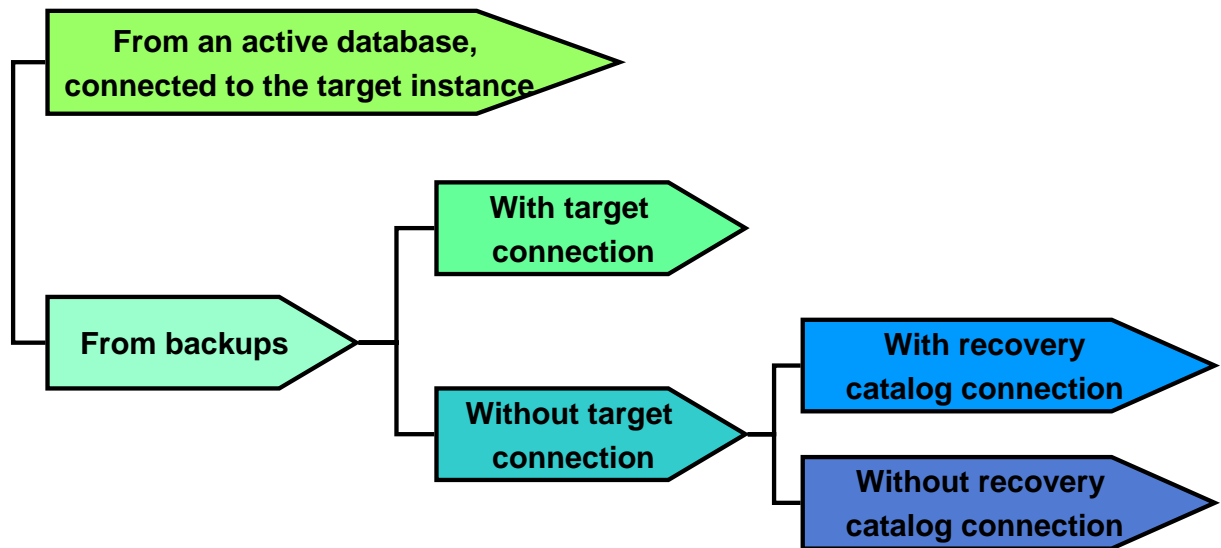 From an active database,
connected to the target instance
With target
connection
From backups
With recovery
catalog connection
Without target
connection
Without recovery
catalog connection